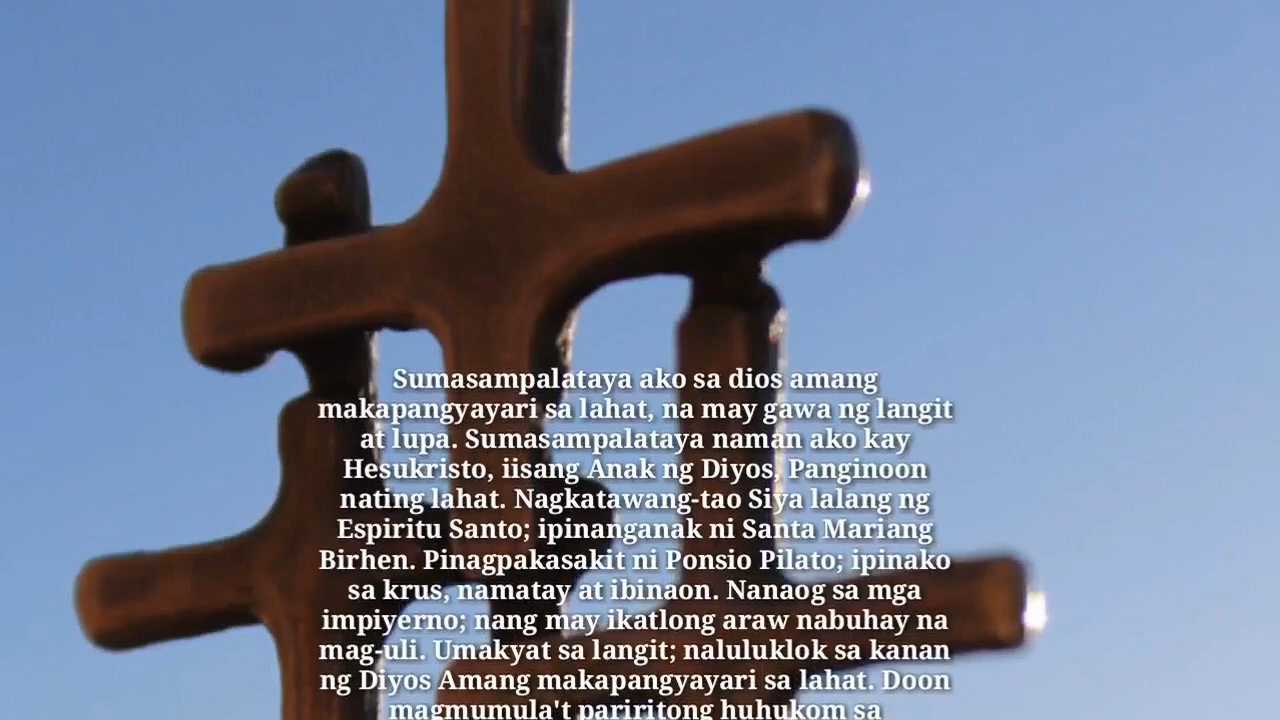 Sumasampalataya ako sa dios amang
makapangyayari sa lahat, na may gawa ng langit
at lupa. Sumasampalataya naman ako kay
Hesukristo, iisang Anak ng Diyos, Panginoon
nating lahat. Nagkatawang-tao Siya lalang ng
Espiritu Santo; ipinanganak ni Santa Mariang
Birhen. Pinagpakasakit ni Ponsio Pilato; ipinako
sa krus, namatay at ibinaon. Nanaog sa mga
impiyerno; nang may ikatlong araw nabuhay na
mag-uli. Umakyat sa langit; naluluklok sa kanan
ng Diyos Amang makapangyayari sa lahat. Doon
magmumula't pariritong huhukom sa